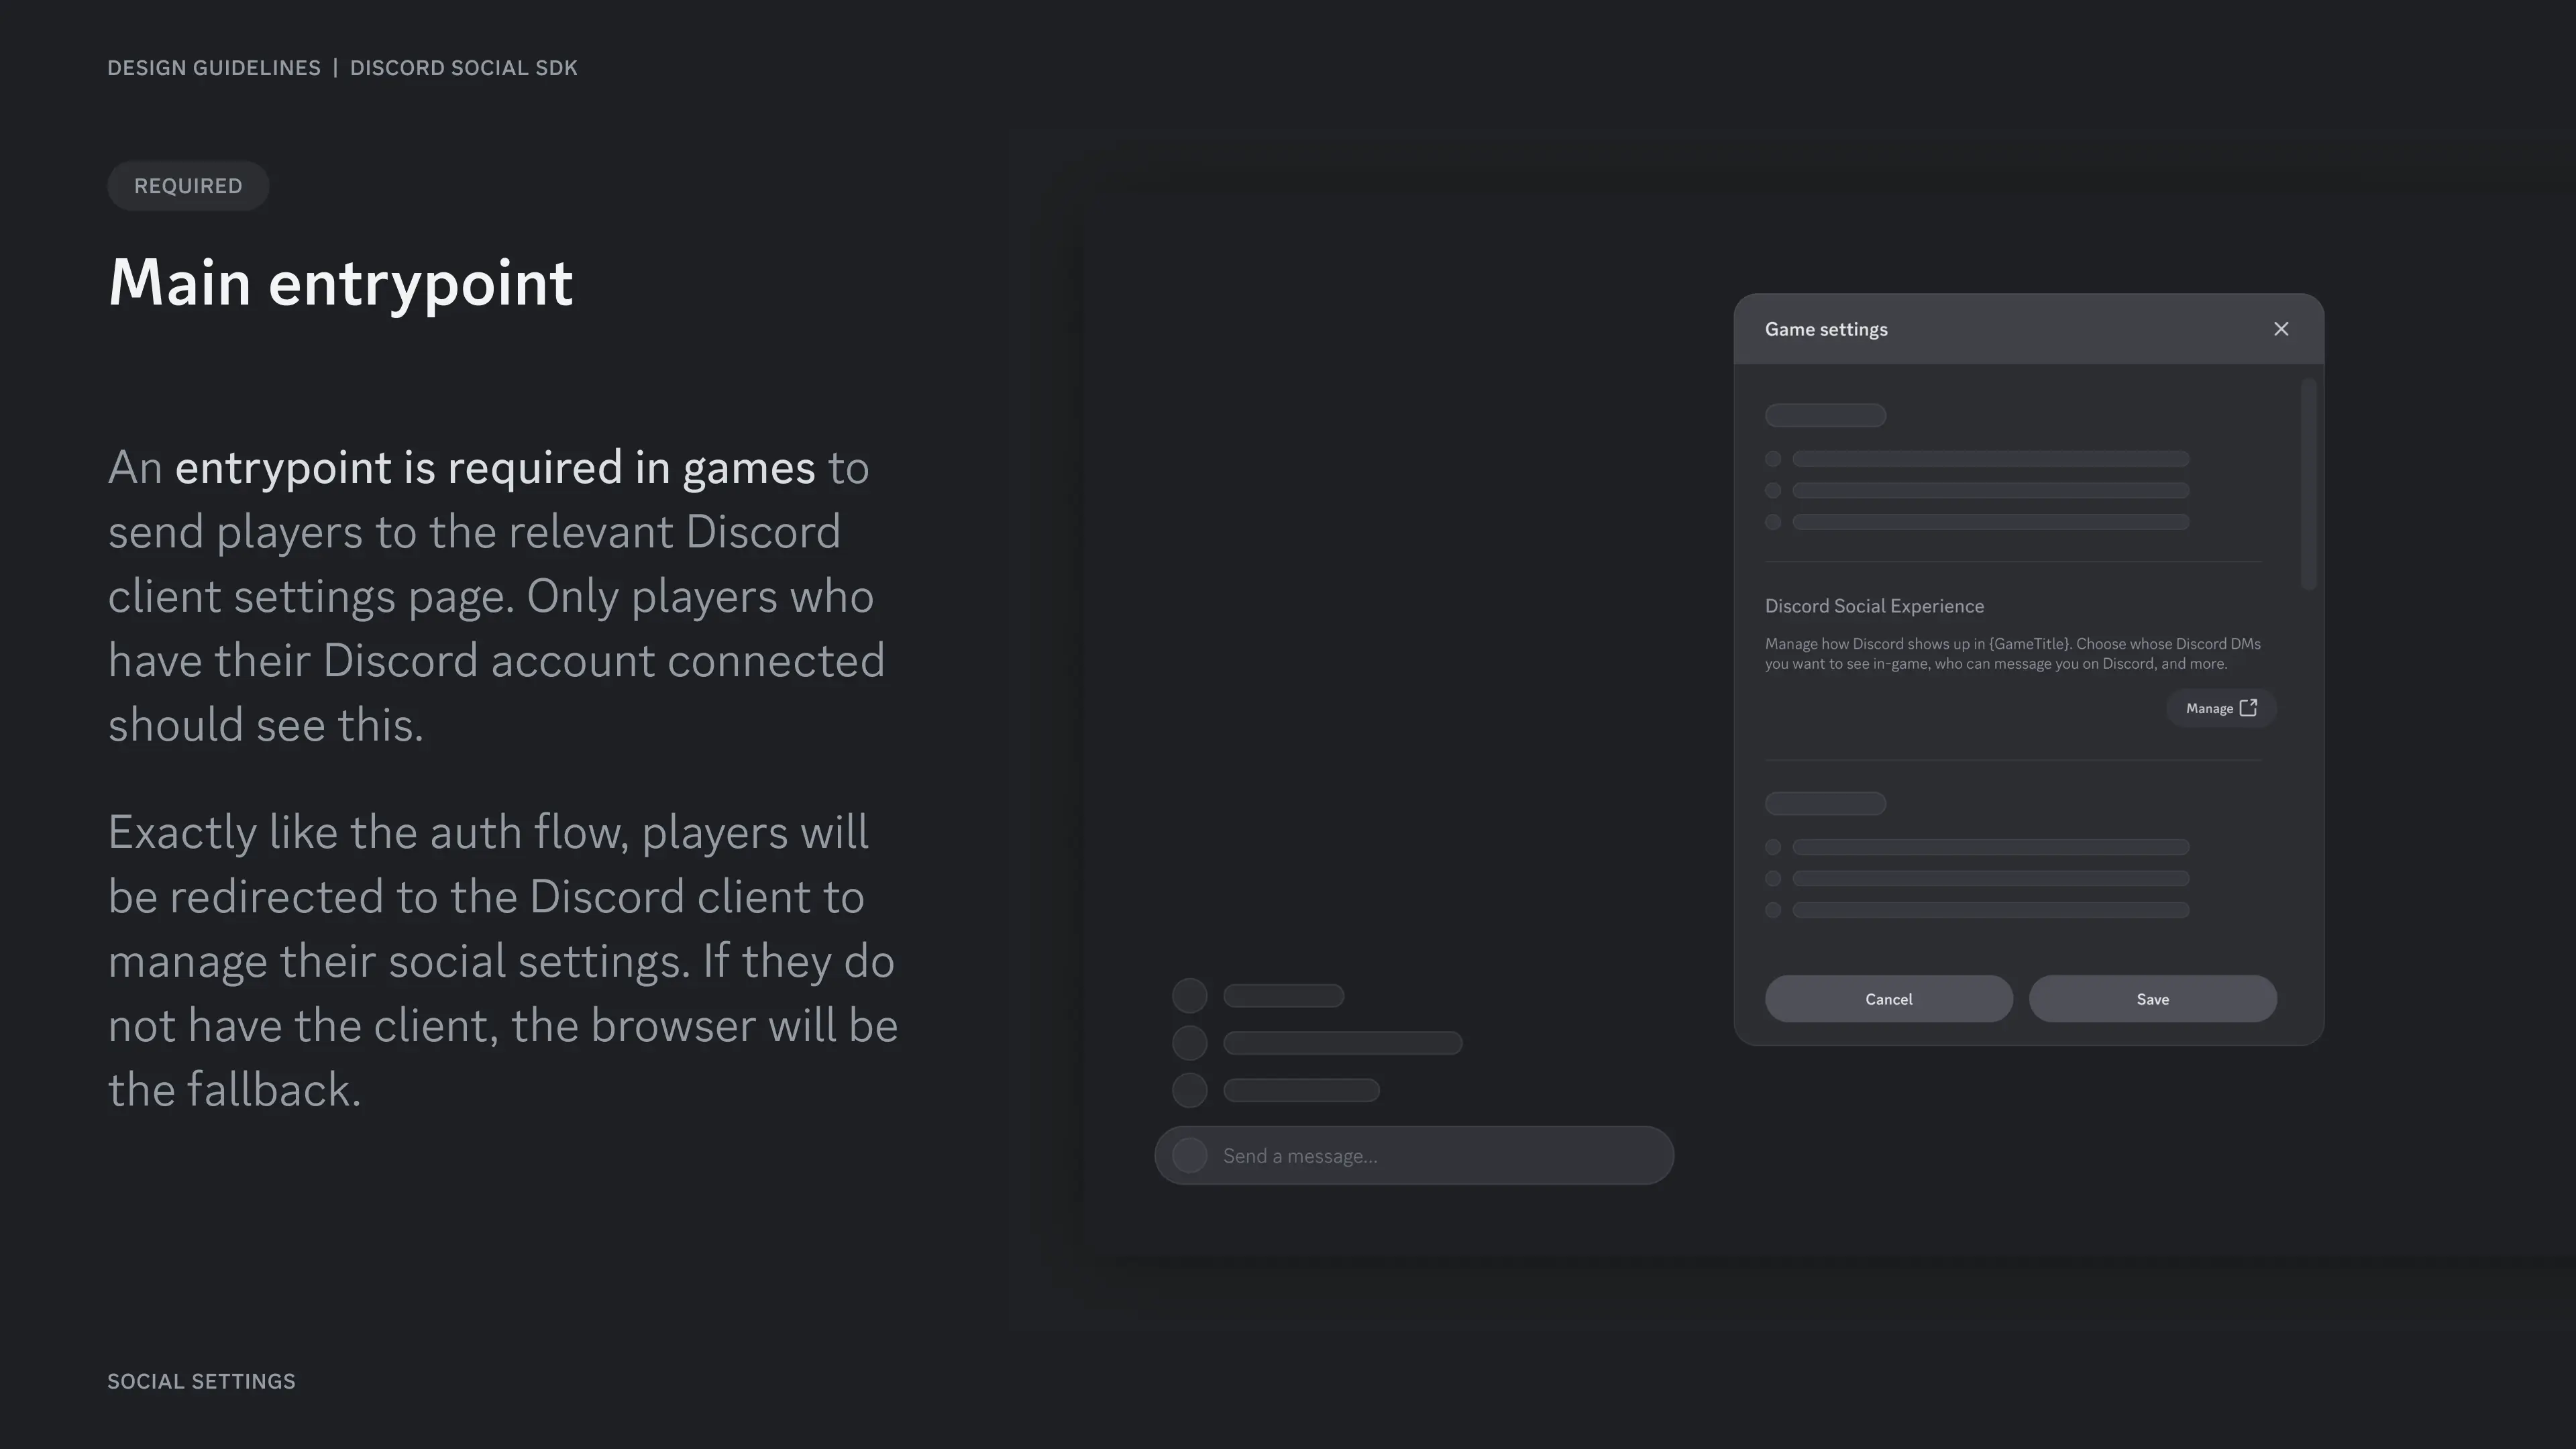 DESIGN GUIDELINES | DISCORD SOCIAL SDK
REQUIRED
Main entrypoint
An entrypoint is required in games to
send players to the relevant Discord
client settings page. Only players who
have their Discord account connected
should see this.
Exactly like the auth flow, players will
be redirected to the Discord client to
manage their social settings. If they do
not have the client, the browser will be
the fallback.
Game settings
Discord Social Experience
Manage how Discord shows up in {GameTitle}. Choose whose Discord DMs
you want to see in-game, who can message you on Discord, and more.
Manage
Cancel
Save
Send a message...
SOCIAL SETTINGS